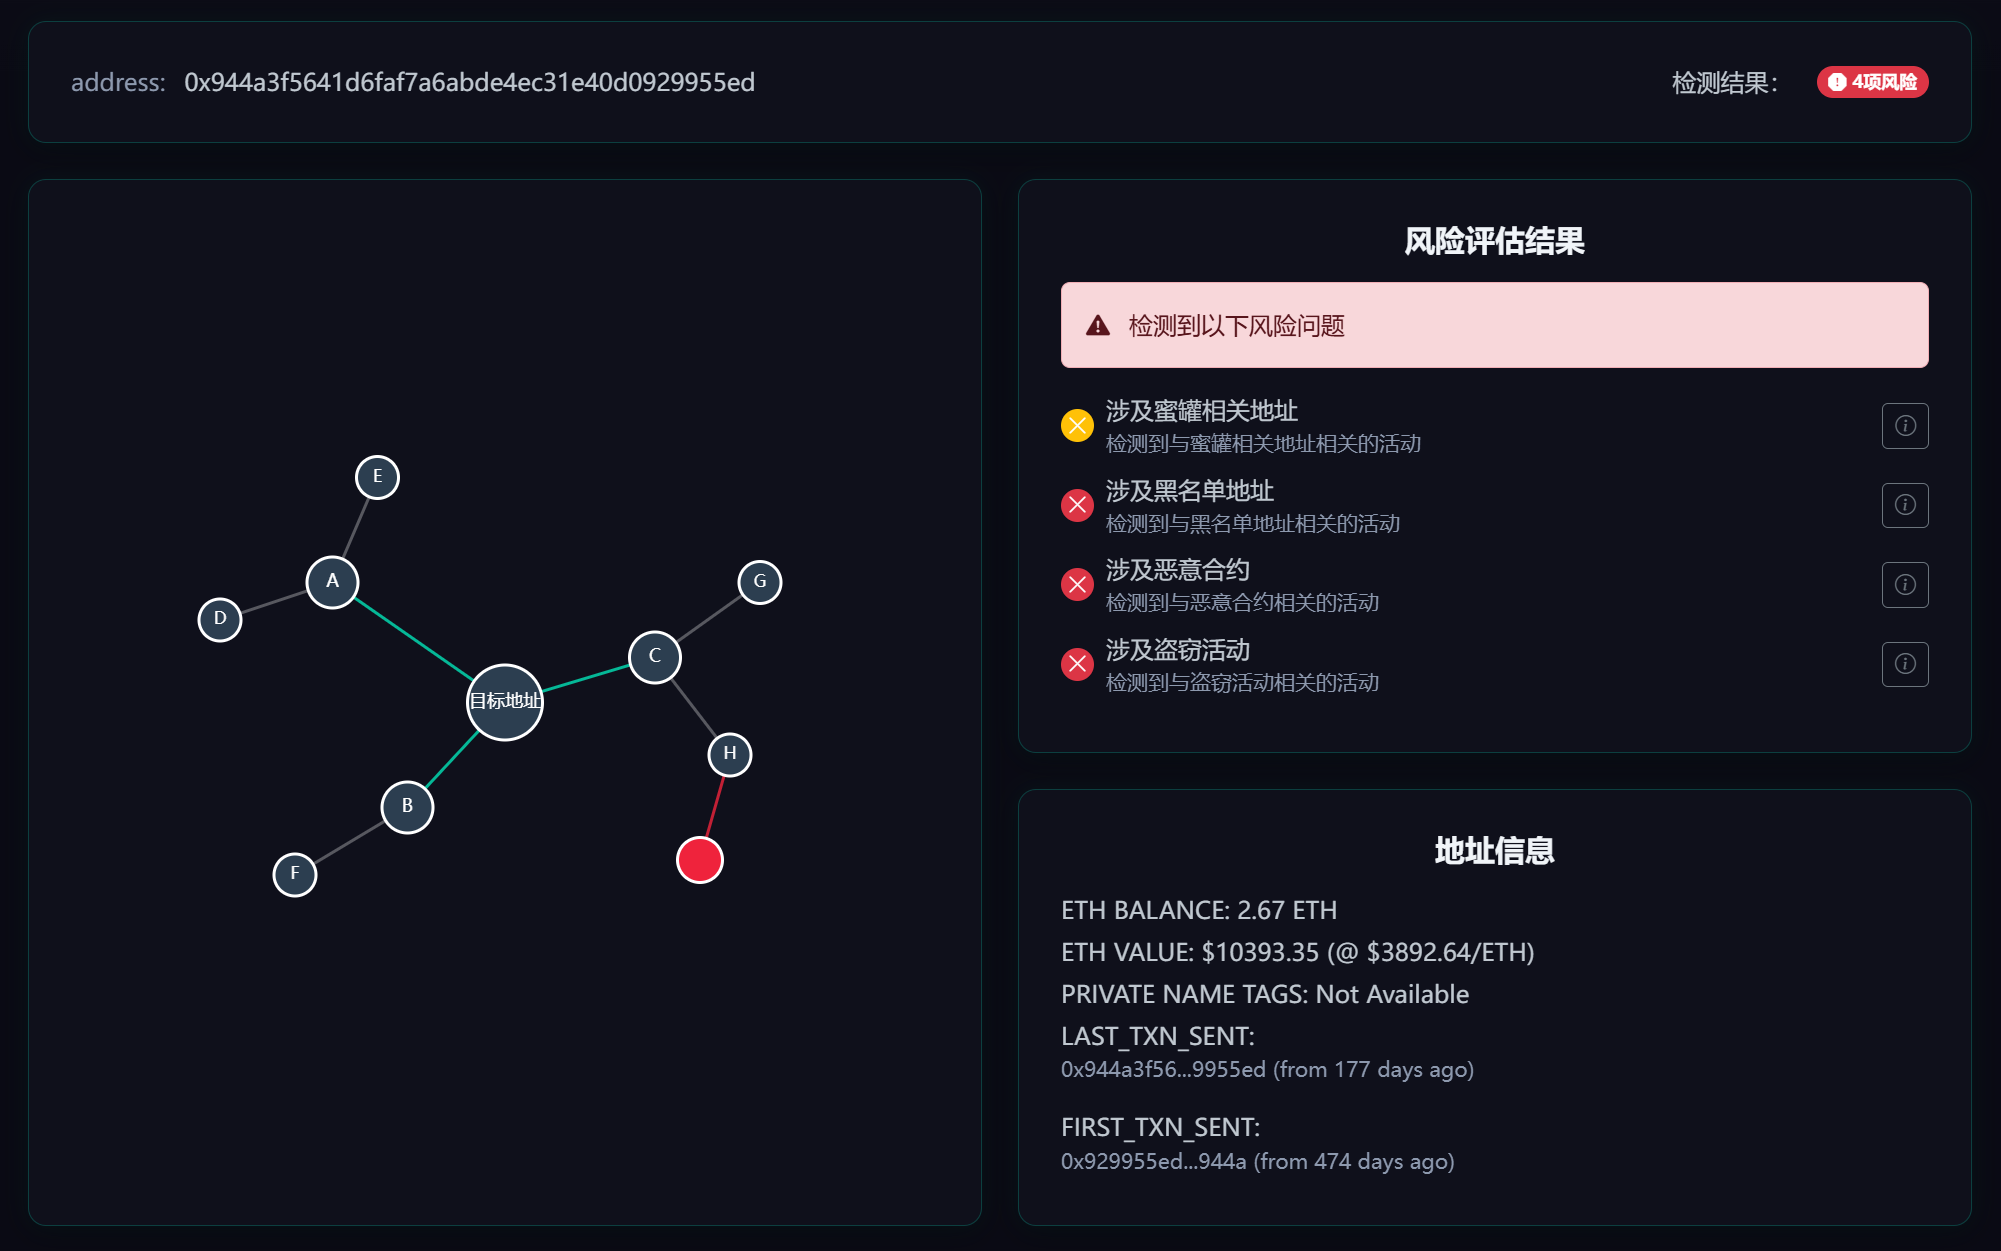 address: 0x944a3f5641d6faf7a6abde4ec31e40d0929955ed
检测结果：
4项风险
E
A
D
G
C
目标地址
H
B
F
风险评估结果
检测到以下风险问题
涉及蜜罐相关地址
检测到与蜜罐相关地址相关的活动
涉及黑名单地址
检测到与黑名单地址相关的活动
涉及恶意合约
检测到与恶意合约相关的活动
涉及盗窃活动
检测到与盗窃活动相关的活动
地址信息
ETH BALANCE: 2.67 ETH
ETH VALUE: $10393.35 (@ $3892.64/ETH)
PRIVATE NAME TAGS: Not Available
LAST_TXN_SENT:
0x944a3f56...9955ed (from 177 days ago)
FIRST_TXN_SENT:
0x929955ed...944a (from 474 days ago)